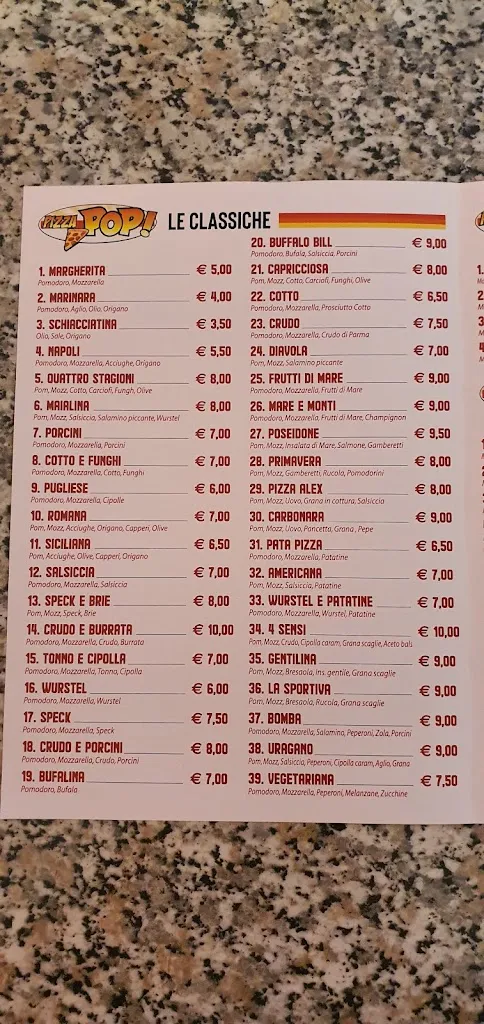 PIZZA POP!
LE CLASSICHE
1. MARGHERITA € 5,00
Pomodoro, Mozzarella
2. MARINARA € 4,00
Pomodoro, Aglio, Olio, Origano
3. SCHIACCIATINA € 3,50
Olio, Sale, Origano
4. NAPOLI € 5,50
Pomodoro, Mozzarella, Acciughe, Origano
5. QUATTRO STAGIONI € 8,00
Pom, Mozz, Cotto, Carciofi, Funghi, Olive
6. MAIALNA € 8,00
Pom, Mozz, Salsiccia, Salamino piccante, Wurstel
7. PORCINI € 7,00
Pomodoro, Mozzarella, Porcini
8. COTTO E FUNGHI € 7,00
Pomodoro, Mozzarella, Cotto, Funghi
9. PUGLIESE € 6,00
Pomodoro, Mozzarella, Cipolle
10. ROMANA € 7,00
Pom, Mozz, Acciughe, Origano, Capperi, Olive
11. SICILIANA € 6,50
Pom, Acciughe, Olive, Capperi, Origano
12. SALSICCIA € 7,00
Pomodoro, Mozzarella, Salsiccia
13. SPECK E BRIE € 8,00
Pom, Mozz, Speck, Brie
14. CRUDO E BURRATA € 10,00
Pomodoro, Mozzarella, Crudo, Burrata
15. TONNO E CIPOLLA € 7,00
Pomodoro, Mozzarella, Tonno, Cipolla
16. WURSTEL € 6,00
Pomodoro, Mozzarella, Wurstel
17. SPECK € 7,50
Pomodoro, Mozzarella, Speck
18. CRUDO E PORCINI € 8,00
Pomodoro, Mozzarella, Crudo, Porcini
19. BUFALINA € 7,00
Pomodoro, Bufala
20. BUFFALO BILL € 9,00
Pomodoro, Bufala, Salsiccia, Porcini
21. CAPRICCIOSA € 8,00
Pom, Mozz, Cotto, Carciofi, Funghi, Olive
22. COTTO € 6,50
Pomodoro, Mozzarella, Prosciutto Cotto
23. CRUDO € 7,50
Pomodoro, Mozzarella, Crudo di Parma
24. DIAVOLA € 7,00
Pom, Mozz, Salamino piccante
25. FRUTTI DI MARE € 9,00
Pomodoro, Mozzarella, Frutti di Mare
26. MARE E MONTI € 9,00
Pomodoro, Mozzarella, Frutti di Mare, Champignon
27. POSEIDONE € 9,50
Pom, Mozz, Insalata di Mare, Salmone, Gamberetti
28. PRIMAVERA € 8,00
Pom, Mozz, Gamberetti, Rucola, Pomodorini
29. PIZZA ALEX € 8,00
Pom, Mozz, Uovo, Grana in cottura, Salsiccia
30. CARBONARA € 9,00
Pom, Mozz, Uovo, Pancetta, Grana , Pepe
31. PATA PIZZA € 6,50
Pomodoro, Mozzarella, Patatine
32. AMERICANA € 7,00
Pom, Mozz, Salsiccia, Patatine
33. WURSTEL E PATATINE € 7,00
Pomodoro, Mozzarella, Wurstel, Patatine
34. 4 SENSI € 10,00
Pom, Mozz, Crudo, Cipolla caram, Grana scaglie, Aceto bals
35. GENTILINA € 9,00
Pom, Mozz, Bresaola, ins. gentile, Grana scaglie
36. LA SPORTIVA € 9,00
Pom, Mozz, Bresaola, Rucola, Grana scaglie
37. BOMBA € 9,00
Pomodoro, Mozzarella, Salamino, Peperoni, Zola, Porcini
38. URAGANO € 9,00
Pom, Mozz, Salsiccia, Peperoni, Cipolla caram, Aglio, Grana
39. VEGETARIANA € 7,50
Pomodoro, Mozzarella, Peperoni, Melanzane, Zucchine